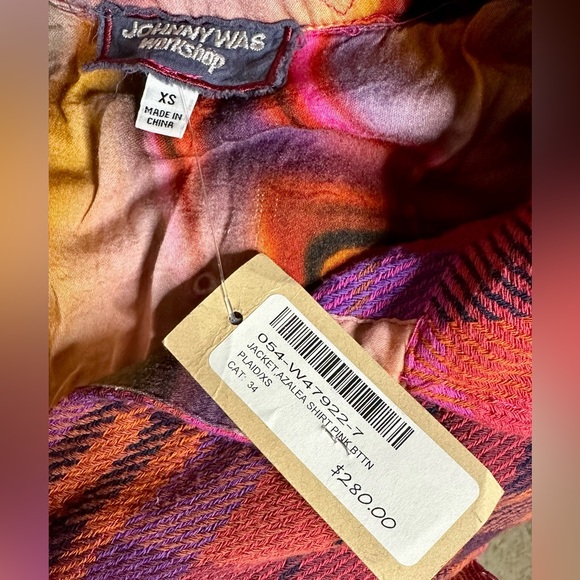 JOHNNY WAS
workshop
XS
MADE IN
CHINA
054-W47922-7
JACKET,AZALEA SHIRT,PINK,BTTN
PLAID/XS
CAT: 34
$280.00